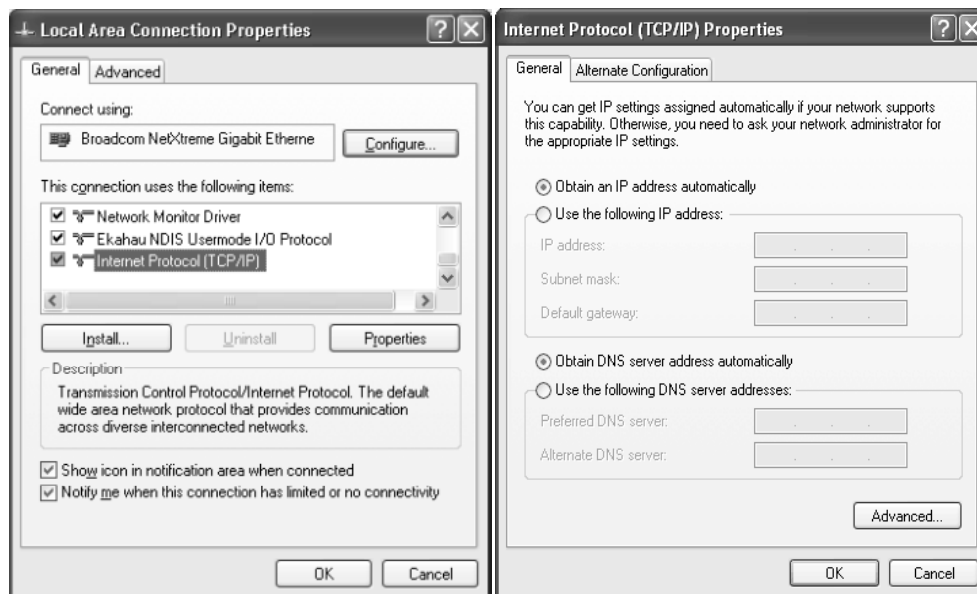 Local Area Connection Properties
General
Advanced
Connect using:
Broadcom NetXtreme Gigabit Etherne
Configure...
This connection uses the following items:
Network Monitor Driver
Ekahau NDIS Usermode I/O Protocol
Internet Protocol (TCP/IP)
Install...
Uninstall
Properties
Description
Transmission Control Protocol/Internet Protocol. The default
wide area network protocol that provides communication
across diverse interconnected networks.
Show icon in notification area when connected
Notify me when this connection has limited or no connectivity
OK
Cancel
Internet Protocol (TCP/IP) Properties
General
Alternate Configuration
You can get IP settings assigned automatically if your network supports
this capability. Otherwise, you need to ask your network administrator for
the appropriate IP settings.
Obtain an IP address automatically
Use the following IP address:
IP address:
Subnet mask:
Default gateway:
Obtain DNS server address automatically
Use the following DNS server addresses:
Preferred DNS server:
Alternate DNS server:
Advanced...
OK
Cancel